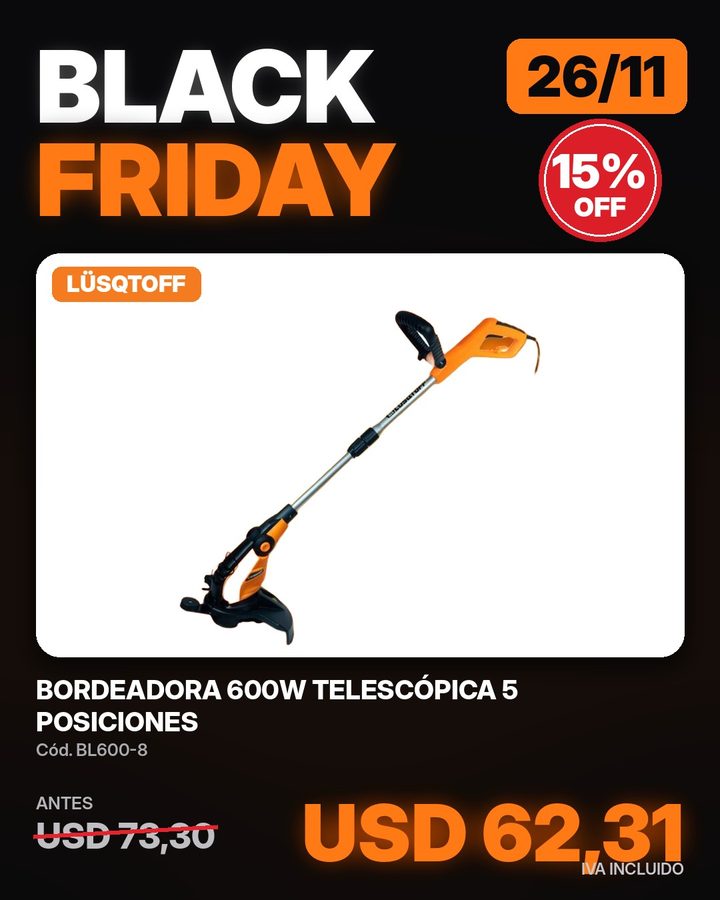 BLACK
FRIDAY
26/11
15%
OFF
LÜSQTOFF
LÜSQTOFF
BORDEADORA 600W TELESCÓPICA 5
POSICIONES
Cód. BL600-8
ANTES
USD 73,30
USD 62,31
IVA INCLUIDO